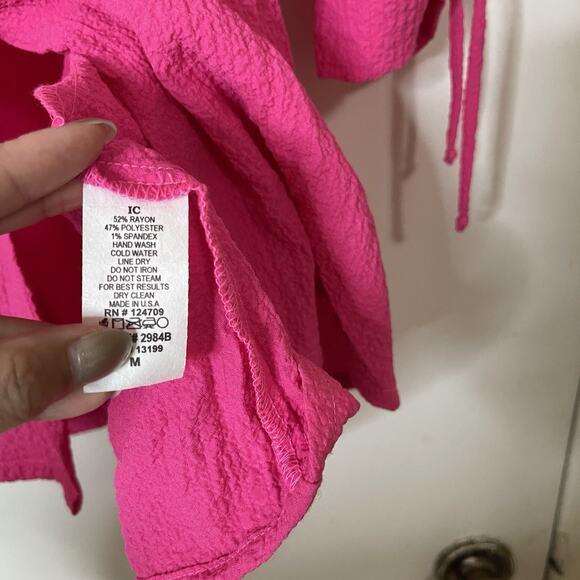 IC
52% RAYON
47% POLYESTER
1% SPANDEX
HAND WASH
COLD WATER
LINE DRY
DO NOT IRON
DO NOT STEAM
FOR BEST RESULTS
DRY CLEAN
MADE IN U.S.A
RN # 124709
# 2984B
13199
M